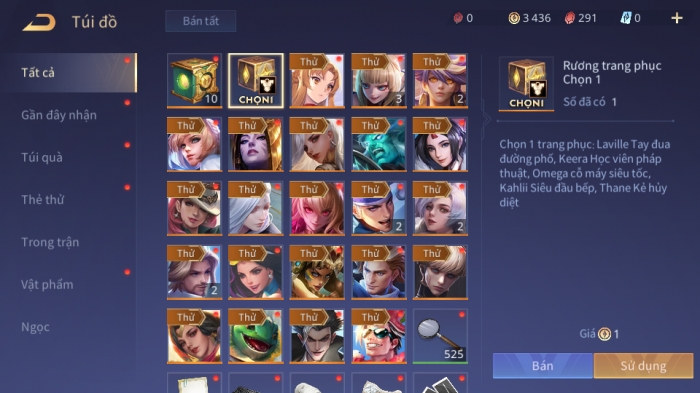 Túi đồ
Bán tất
0
3 436
291
0
Tất cả
Gần đây nhận
Túi quà
Thẻ thử
Trong trận
Vật phẩm
Ngọc
10
CHỌN1
Thử
Thử
3
Thử
2
Thử
Thử
Thử
Thử
Thử
Thử
Thử
Thử
Thử
2
Thử
2
Thử
2
Thử
Thử
Thử
Thử
Thử
Thử
Thử
Thử
525
CHỌN1
Rương trang phục
Chọn 1
Số đã có 1
Chọn 1 trang phục: Laville Tay đua
đường phố, Keera Học viên pháp
thuật, Omega cỗ máy siêu tốc,
Kahlii Siêu đầu bếp, Thane Kẻ hủy
diệt
Giá 1
Bán
Sử dụng